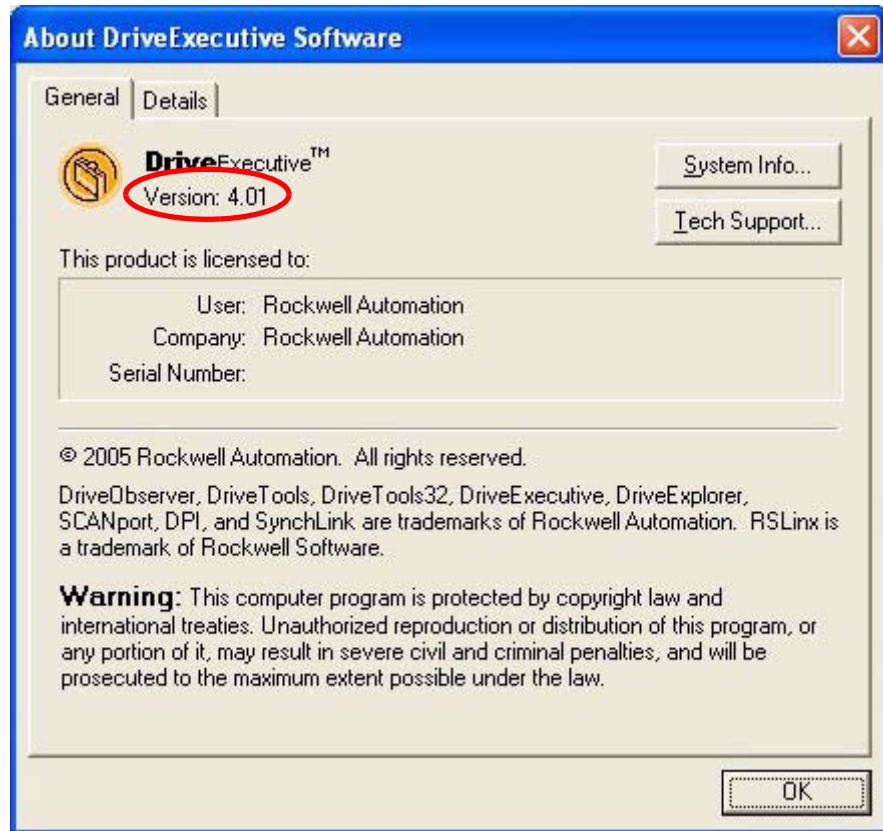 About DriveExecutive Software
General
Details
DriveExecutive™
Version: 4.01
System Info...
Tech Support...
This product is licensed to:
User: Rockwell Automation
Company: Rockwell Automation
Serial Number:
© 2005 Rockwell Automation. All rights reserved.
DriveObserver, DriveTools, DriveTools32, DriveExecutive, DriveExplorer,
SCANport, DPI, and SynchLink are trademarks of Rockwell Automation. RSLinx is
a trademark of Rockwell Software.
Warning: This computer program is protected by copyright law and
international treaties. Unauthorized reproduction or distribution of this program, or
any portion of it, may result in severe civil and criminal penalties, and will be
prosecuted to the maximum extent possible under the law.
OK